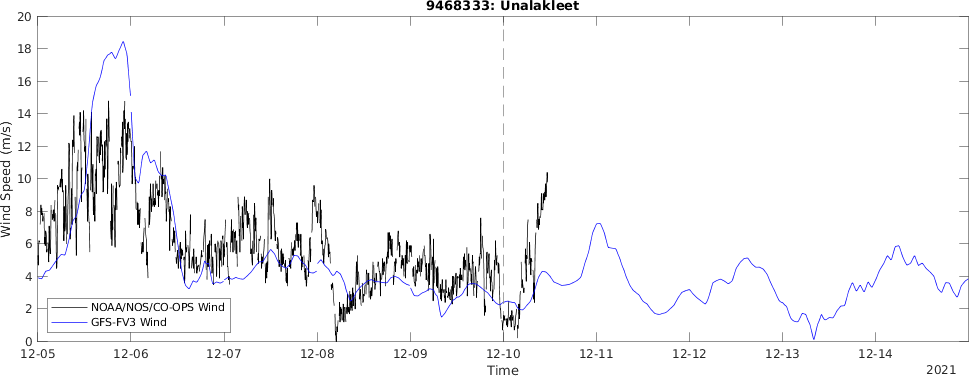 9468333: Unalakleet
Wind Speed (m/s)
20
18
16
14
12
10
8
6
4
2
0
NOAA/NOS/CO-OPS Wind
GFS-FV3 Wind
12-05 12-06 12-07 12-08 12-09 12-10 12-11 12-12 12-13 12-14
Time
2021